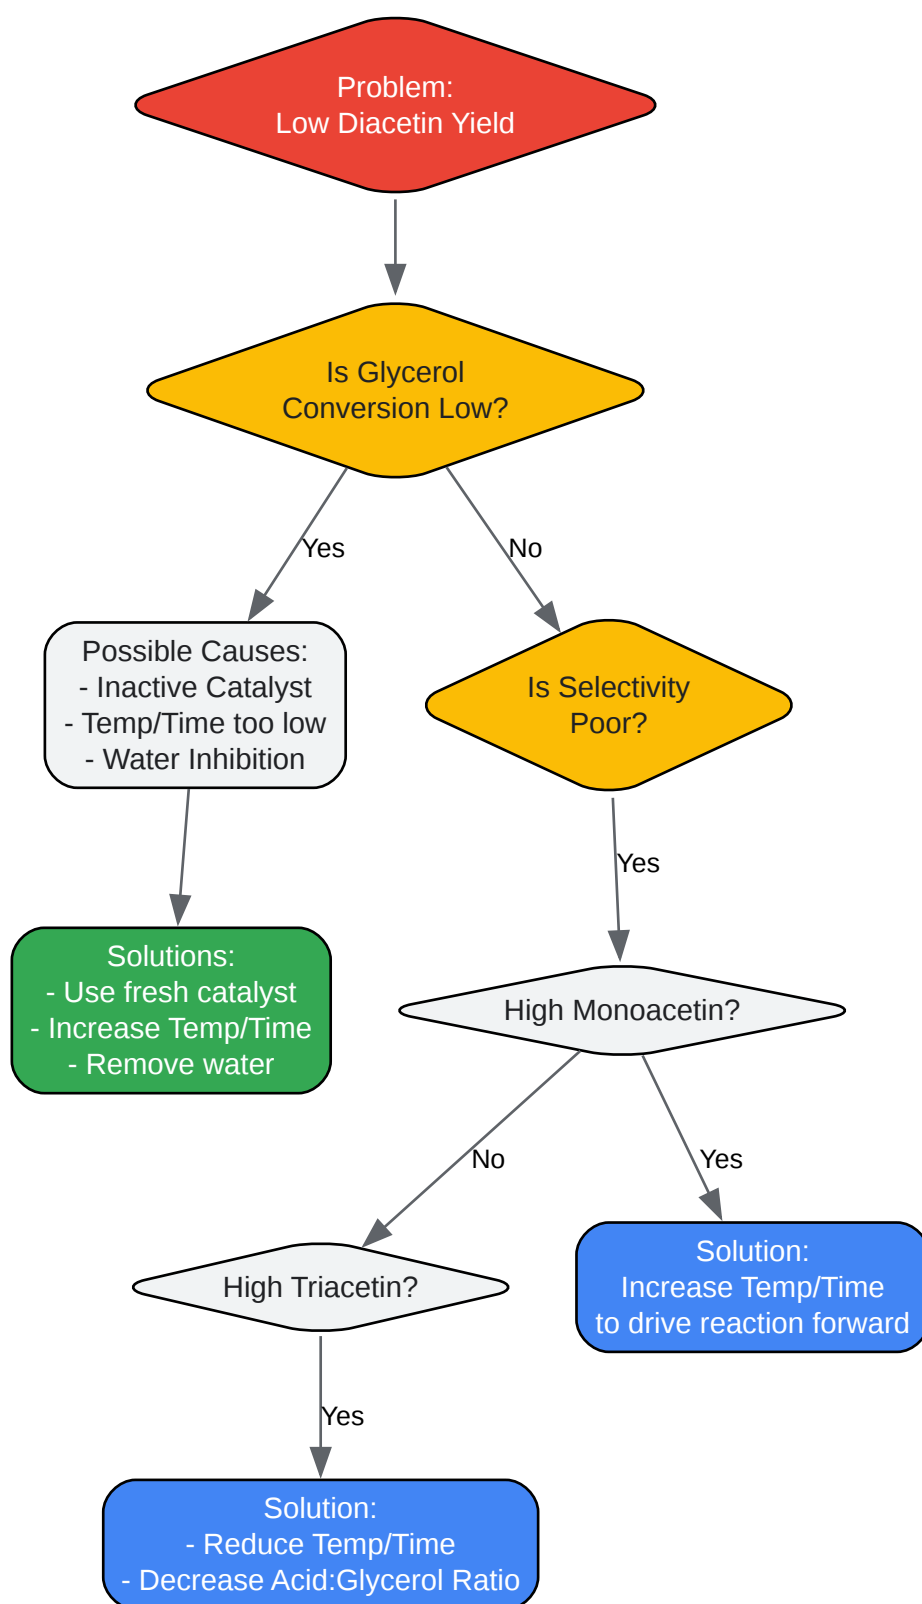 Problem:
Low Diacetin Yield
Is Glycerol
Conversion Low?
Yes
No
Possible Causes:
- Inactive Catalyst
- Temp/Time too low
- Water Inhibition
Is Selectivity
Poor?
Yes
Solutions:
- Use fresh catalyst
- Increase Temp/Time
- Remove water
High Monoacetin?
No
Yes
High Triacetin?
Solution:
Increase Temp/Time
to drive reaction forward
Yes
Solution:
- Reduce Temp/Time
- Decrease Acid:Glycerol Ratio